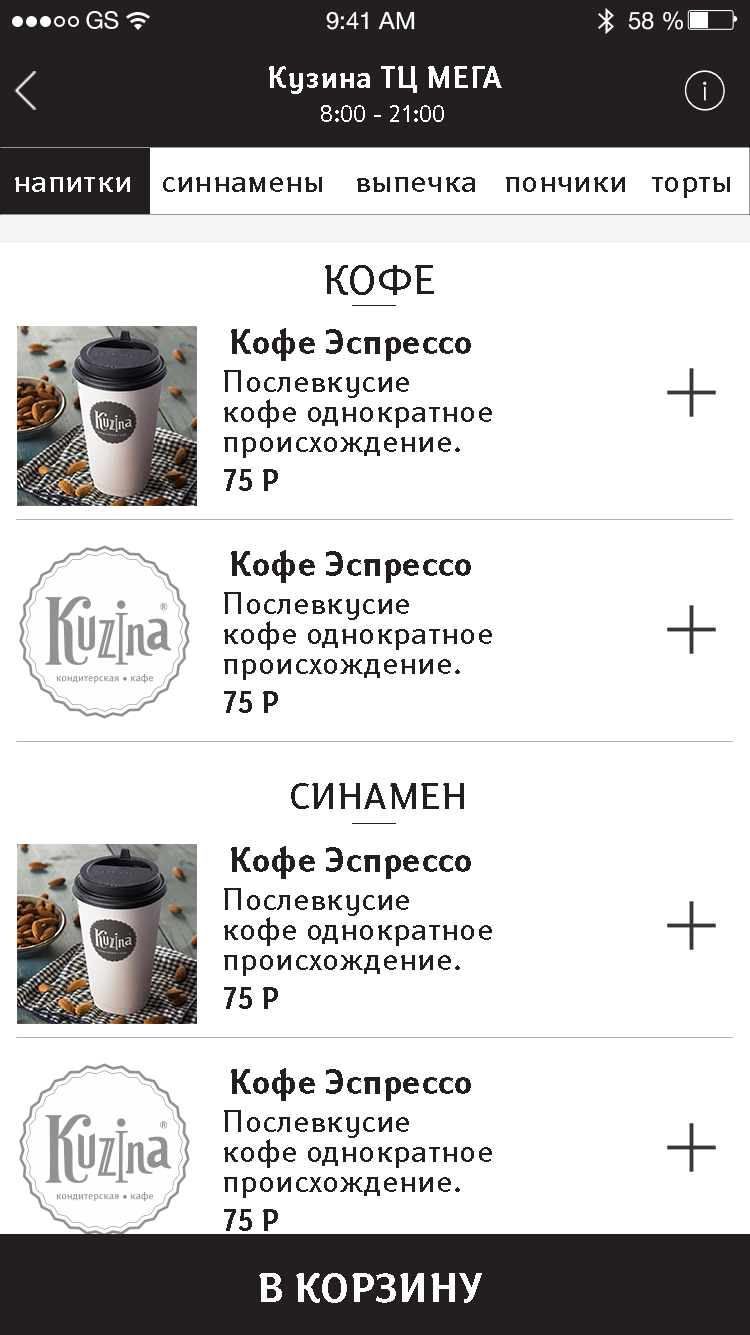 GS 9:41 AM 58 %
Кузина ТЦ МЕГА
8:00 - 21:00
i
напитки синнамены выпечка пончики торты
КОФЕ
Kuzina
Кофе Эспрессо
Послевкусие
кофе однократное
происхождение.
75 Р
Kuzina®
кондитерская • кафе
Кофе Эспрессо
Послевкусие
кофе однократное
происхождение.
75 Р
СИНАМЕН
Kuzina
Кофе Эспрессо
Послевкусие
кофе однократное
происхождение.
75 Р
Kuzina®
кондитерская • кафе
Кофе Эспрессо
Послевкусие
кофе однократное
происхождение.
75 Р
В КОРЗИНУ